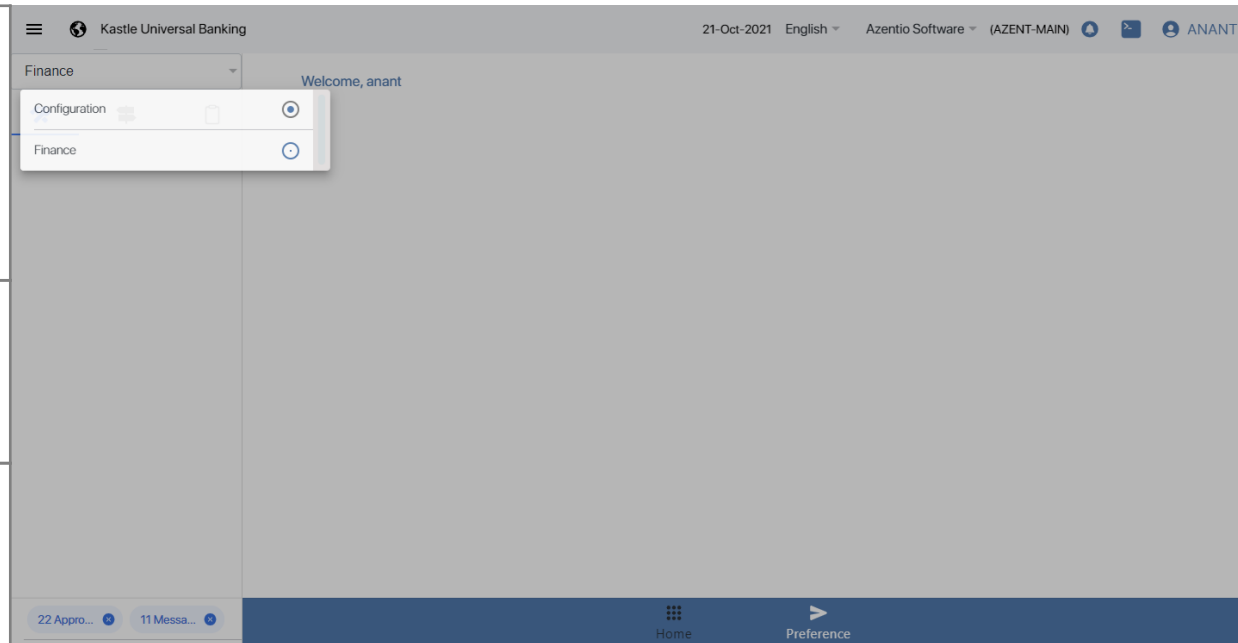 Kastle Universal Banking 21-Oct-2021 English Azentio Software (AZENT-MAIN) ANANT
Finance
Welcome, anant
Configuration
Finance
22 Appro... 11 Messa...
Home Preference